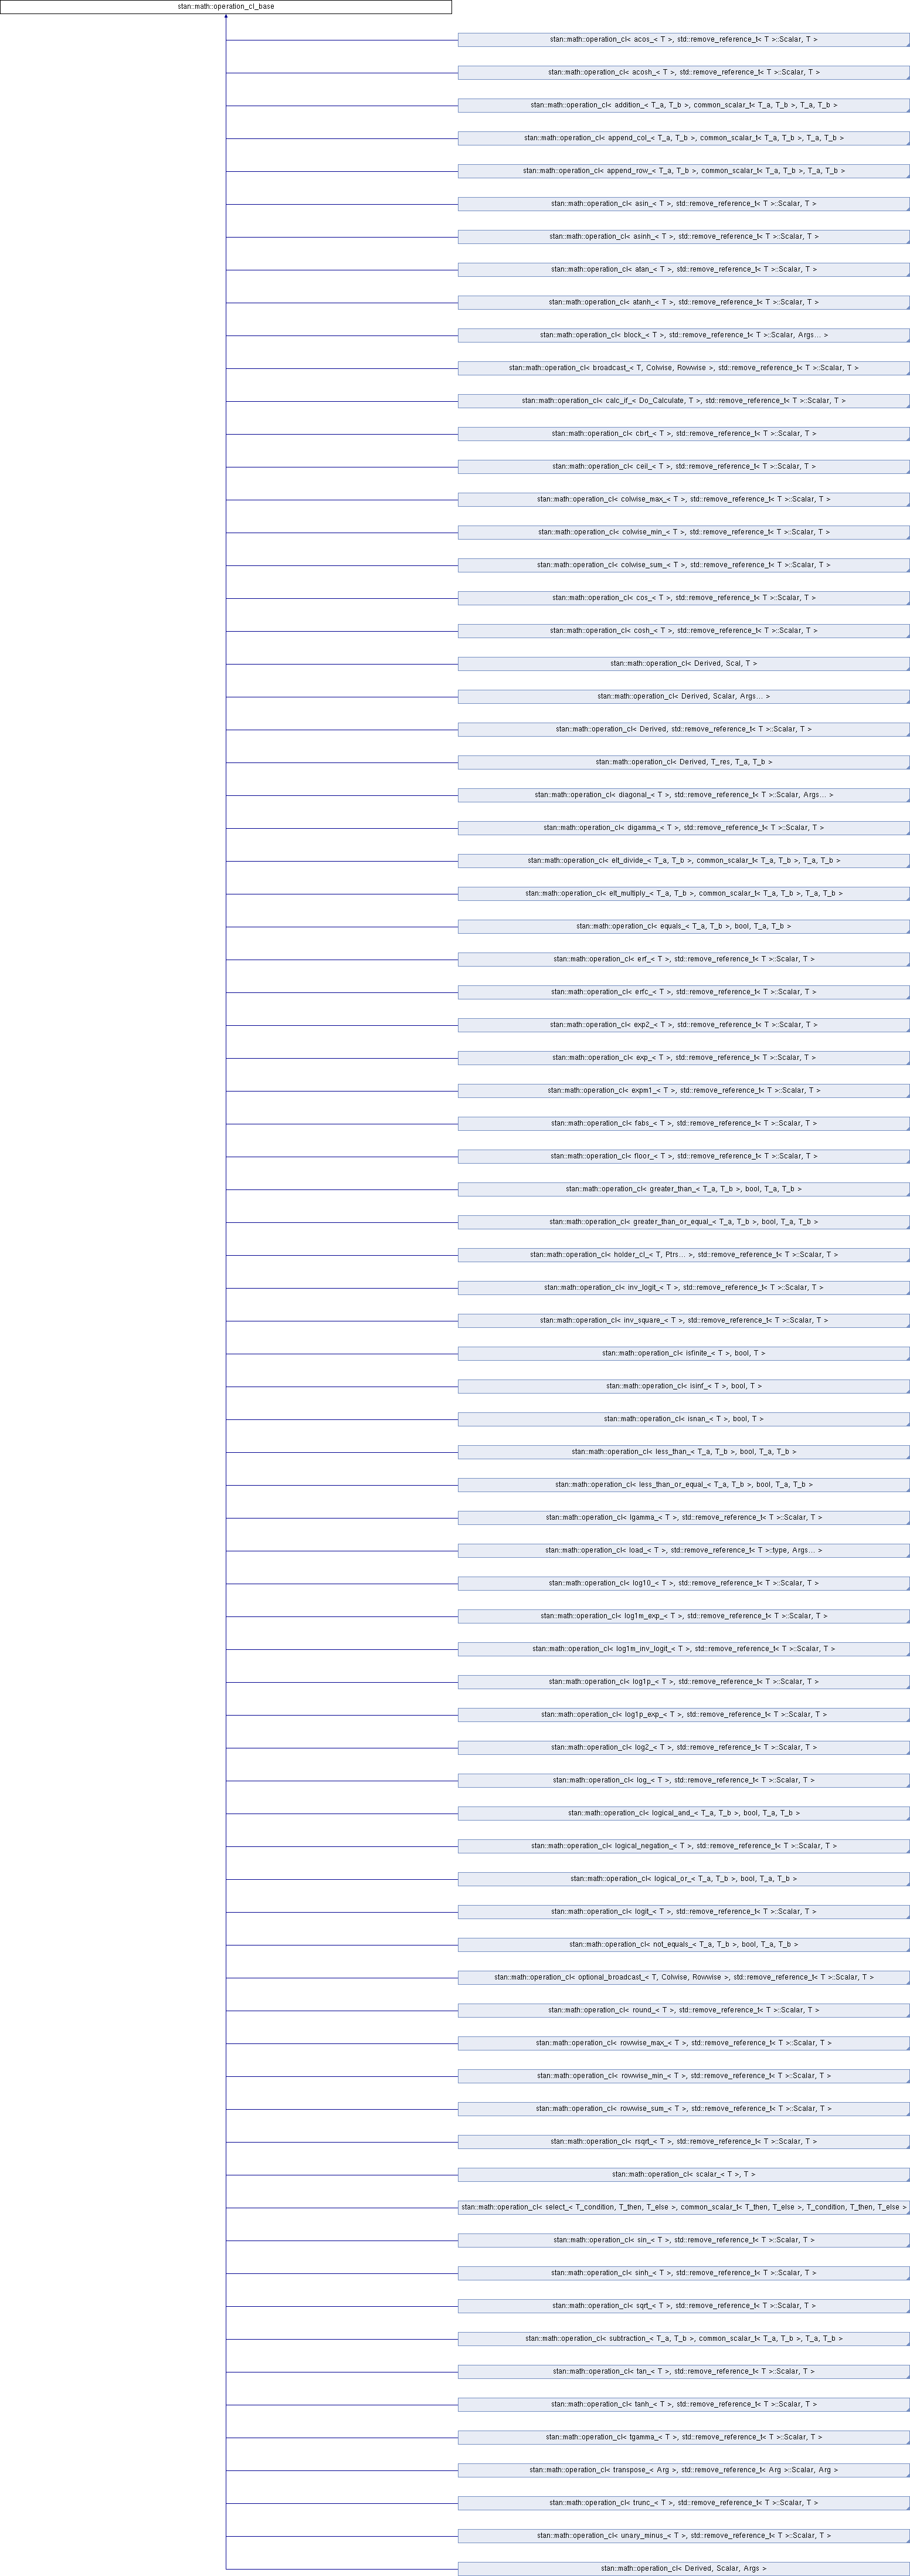 stan::math::operation_cl_base
stan::math::operation_cl< acos_< T >, std::remove_reference_t< T >::Scalar, T >
stan::math::operation_cl< acosh_< T >, std::remove_reference_t< T >::Scalar, T >
stan::math::operation_cl< addition_< T_a, T_b >, common_scalar_t< T_a, T_b >, T_a, T_b >
stan::math::operation_cl< append_col_< T_a, T_b >, common_scalar_t< T_a, T_b >, T_a, T_b >
stan::math::operation_cl< append_row_< T_a, T_b >, common_scalar_t< T_a, T_b >, T_a, T_b >
stan::math::operation_cl< asin_< T >, std::remove_reference_t< T >::Scalar, T >
stan::math::operation_cl< asinh_< T >, std::remove_reference_t< T >::Scalar, T >
stan::math::operation_cl< atan_< T >, std::remove_reference_t< T >::Scalar, T >
stan::math::operation_cl< atanh_< T >, std::remove_reference_t< T >::Scalar, T >
stan::math::operation_cl< block_< T >, std::remove_reference_t< T >::Scalar, Args... >
stan::math::operation_cl< broadcast_< T, Colwise, Rowwise >, std::remove_reference_t< T >::Scalar, T >
stan::math::operation_cl< calc_if_< Do_Calculate, T >, std::remove_reference_t< T >::Scalar, T >
stan::math::operation_cl< cbrt_< T >, std::remove_reference_t< T >::Scalar, T >
stan::math::operation_cl< ceil_< T >, std::remove_reference_t< T >::Scalar, T >
stan::math::operation_cl< colwise_max_< T >, std::remove_reference_t< T >::Scalar, T >
stan::math::operation_cl< colwise_min_< T >, std::remove_reference_t< T >::Scalar, T >
stan::math::operation_cl< colwise_sum_< T >, std::remove_reference_t< T >::Scalar, T >
stan::math::operation_cl< cos_< T >, std::remove_reference_t< T >::Scalar, T >
stan::math::operation_cl< cosh_< T >, std::remove_reference_t< T >::Scalar, T >
stan::math::operation_cl< Derived, Scal, T >
stan::math::operation_cl< Derived, Scalar, Args... >
stan::math::operation_cl< Derived, std::remove_reference_t< T >::Scalar, T >
stan::math::operation_cl< Derived, T_res, T_a, T_b >
stan::math::operation_cl< diagonal_< T >, std::remove_reference_t< T >::Scalar, Args... >
stan::math::operation_cl< digamma_< T >, std::remove_reference_t< T >::Scalar, T >
stan::math::operation_cl< elt_divide_< T_a, T_b >, common_scalar_t< T_a, T_b >, T_a, T_b >
stan::math::operation_cl< elt_multiply_< T_a, T_b >, common_scalar_t< T_a, T_b >, T_a, T_b >
stan::math::operation_cl< equals_< T_a, T_b >, bool, T_a, T_b >
stan::math::operation_cl< erf_< T >, std::remove_reference_t< T >::Scalar, T >
stan::math::operation_cl< erfc_< T >, std::remove_reference_t< T >::Scalar, T >
stan::math::operation_cl< exp2_< T >, std::remove_reference_t< T >::Scalar, T >
stan::math::operation_cl< exp_< T >, std::remove_reference_t< T >::Scalar, T >
stan::math::operation_cl< expm1_< T >, std::remove_reference_t< T >::Scalar, T >
stan::math::operation_cl< fabs_< T >, std::remove_reference_t< T >::Scalar, T >
stan::math::operation_cl< floor_< T >, std::remove_reference_t< T >::Scalar, T >
stan::math::operation_cl< greater_than_< T_a, T_b >, bool, T_a, T_b >
stan::math::operation_cl< greater_than_or_equal_< T_a, T_b >, bool, T_a, T_b >
stan::math::operation_cl< holder_cl_< T, Ptrs... >, std::remove_reference_t< T >::Scalar, T >
stan::math::operation_cl< inv_logit_< T >, std::remove_reference_t< T >::Scalar, T >
stan::math::operation_cl< inv_square_< T >, std::remove_reference_t< T >::Scalar, T >
stan::math::operation_cl< isfinite_< T >, bool, T >
stan::math::operation_cl< isinf_< T >, bool, T >
stan::math::operation_cl< isnan_< T >, bool, T >
stan::math::operation_cl< less_than_< T_a, T_b >, bool, T_a, T_b >
stan::math::operation_cl< less_than_or_equal_< T_a, T_b >, bool, T_a, T_b >
stan::math::operation_cl< lgamma_< T >, std::remove_reference_t< T >::Scalar, T >
stan::math::operation_cl< load_< T >, std::remove_reference_t< T >::type, Args... >
stan::math::operation_cl< log10_< T >, std::remove_reference_t< T >::Scalar, T >
stan::math::operation_cl< log1m_exp_< T >, std::remove_reference_t< T >::Scalar, T >
stan::math::operation_cl< log1m_inv_logit_< T >, std::remove_reference_t< T >::Scalar, T >
stan::math::operation_cl< log1p_< T >, std::remove_reference_t< T >::Scalar, T >
stan::math::operation_cl< log1p_exp_< T >, std::remove_reference_t< T >::Scalar, T >
stan::math::operation_cl< log2_< T >, std::remove_reference_t< T >::Scalar, T >
stan::math::operation_cl< log_< T >, std::remove_reference_t< T >::Scalar, T >
stan::math::operation_cl< logical_and_< T_a, T_b >, bool, T_a, T_b >
stan::math::operation_cl< logical_negation_< T >, std::remove_reference_t< T >::Scalar, T >
stan::math::operation_cl< logical_or_< T_a, T_b >, bool, T_a, T_b >
stan::math::operation_cl< logit_< T >, std::remove_reference_t< T >::Scalar, T >
stan::math::operation_cl< not_equals_< T_a, T_b >, bool, T_a, T_b >
stan::math::operation_cl< optional_broadcast_< T, Colwise, Rowwise >, std::remove_reference_t< T >::Scalar, T >
stan::math::operation_cl< round_< T >, std::remove_reference_t< T >::Scalar, T >
stan::math::operation_cl< rowwise_max_< T >, std::remove_reference_t< T >::Scalar, T >
stan::math::operation_cl< rowwise_min_< T >, std::remove_reference_t< T >::Scalar, T >
stan::math::operation_cl< rowwise_sum_< T >, std::remove_reference_t< T >::Scalar, T >
stan::math::operation_cl< rsqrt_< T >, std::remove_reference_t< T >::Scalar, T >
stan::math::operation_cl< scalar_< T >, T >
stan::math::operation_cl< select_< T_condition, T_then, T_else >, common_scalar_t< T_then, T_else >, T_condition, T_then, T_else >
stan::math::operation_cl< sin_< T >, std::remove_reference_t< T >::Scalar, T >
stan::math::operation_cl< sinh_< T >, std::remove_reference_t< T >::Scalar, T >
stan::math::operation_cl< sqrt_< T >, std::remove_reference_t< T >::Scalar, T >
stan::math::operation_cl< subtraction_< T_a, T_b >, common_scalar_t< T_a, T_b >, T_a, T_b >
stan::math::operation_cl< tan_< T >, std::remove_reference_t< T >::Scalar, T >
stan::math::operation_cl< tanh_< T >, std::remove_reference_t< T >::Scalar, T >
stan::math::operation_cl< tgamma_< T >, std::remove_reference_t< T >::Scalar, T >
stan::math::operation_cl< transpose_< Arg >, std::remove_reference_t< Arg >::Scalar, Arg >
stan::math::operation_cl< trunc_< T >, std::remove_reference_t< T >::Scalar, T >
stan::math::operation_cl< unary_minus_< T >, std::remove_reference_t< T >::Scalar, T >
stan::math::operation_cl< Derived, Scalar, Args >